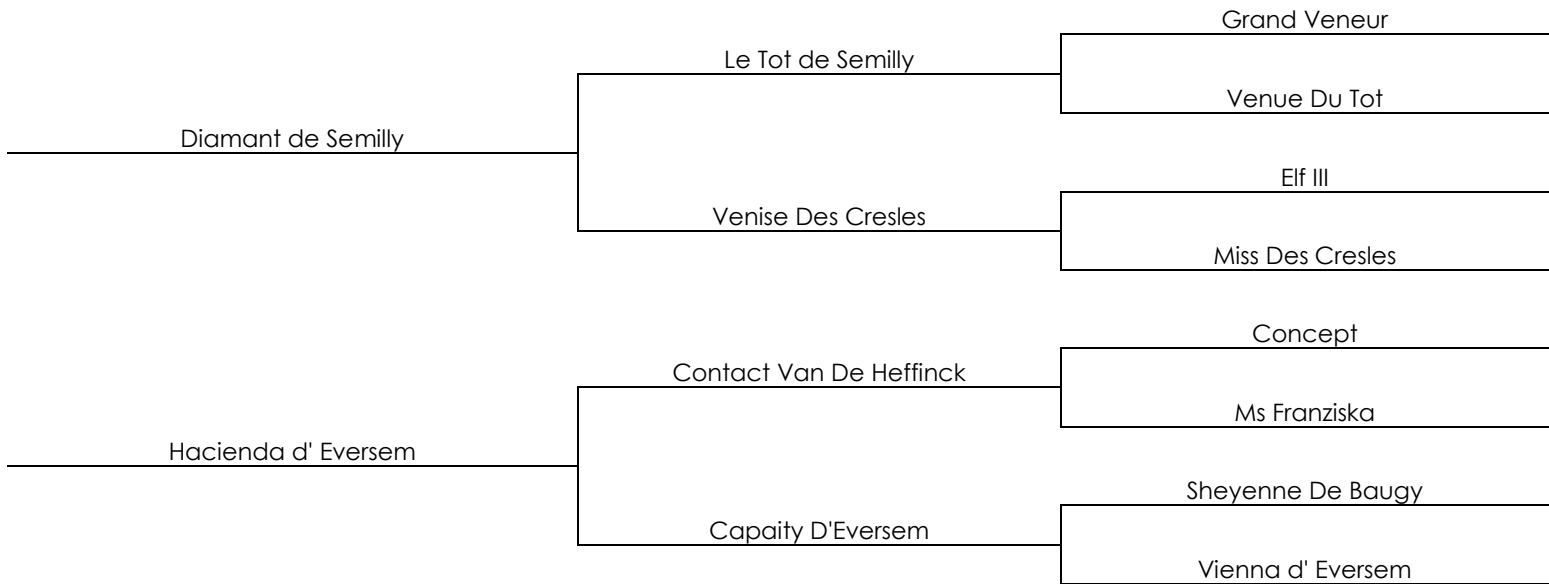 Grand Veneur
Le Tot de Semilly
Venue Du Tot
Diamant de Semilly
Elf III
Venise Des Cresles
Miss Des Cresles
Concept
Contact Van De Heffinck
Ms Franziska
Hacienda d' Eversem
Sheyenne De Baugy
Capaity D'Eversem
Vienna d' Eversem